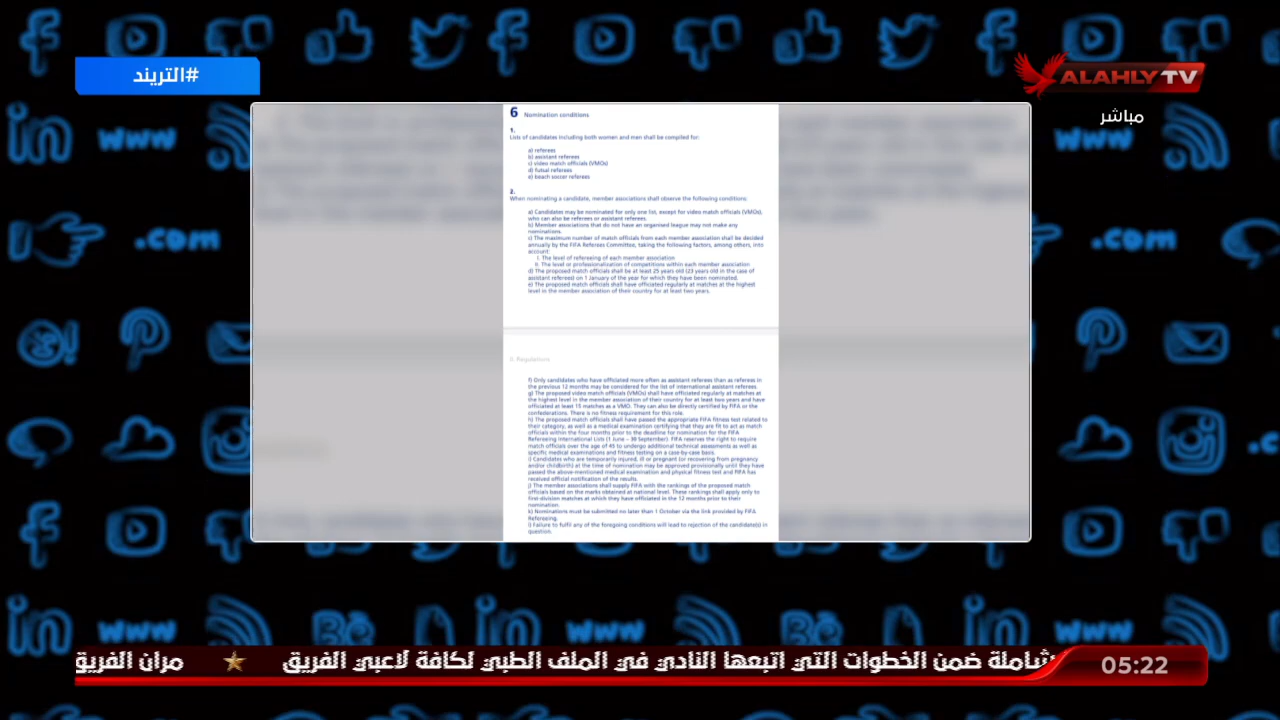 #التريند
ALAHLY TV
مباشر
6 Nomination conditions
1.
Lists of candidates including both women and men shall be compiled for:
a) referees
b) assistant referees
c) video match officials (VMOs)
d) futsal referees
e) beach soccer referees
2.
When nominating a candidate, member associations shall observe the following conditions:
a) Candidates may be nominated for only one list, except for video match officials (VMOs),
who can also be referees or assistant referees.
b) Member associations that do not have an organised league may not make any
nominations.
c) The maximum number of match officials from each member association shall be decided
annually by the FIFA Referees Committee, taking the following factors, among others, into
account:
I. The level of refereeing of each member association
II. The level or professionalization of competitions within each member association
d) The proposed match officials shall be at least 25 years old (23 years old in the case of
assistant referees) on 1 January of the year for which they have been nominated.
e) The proposed match officials shall have officiated regularly at matches at the highest
level in the member association of their country for at least two years.
II. Regulations
f) Only candidates who have officiated more often as assistant referees than as referees in
the previous 12 months may be considered for the list of international assistant referees.
g) The proposed video match officials (VMOs) shall have officiated regularly at matches at
the highest level in the member association of their country for at least two years and have
officiated at least 15 matches as a VMO. They can also be directly certified by FIFA or the
confederations. There is no fitness requirement for this role.
h) The proposed match officials shall have passed the appropriate FIFA fitness test related to
their category, as well as a medical examination certifying that they are fit to act as match
officials within the four months prior to the deadline for nomination for the FIFA
Refereeing International Lists (1 June – 30 September). FIFA reserves the right to require
match officials over the age of 45 to undergo additional technical assessments as well as
specific medical examinations and fitness testing on a case-by-case basis.
i) Candidates who are temporarily injured, ill or pregnant (or recovering from pregnancy
and/or childbirth) at the time of nomination may be approved provisionally until they have
passed the above-mentioned medical examination and physical fitness test and FIFA has
received official notification of the results.
j) The member associations shall supply FIFA with the rankings of the proposed match
officials based on the marks obtained at national level. These rankings shall apply only to
first-division matches at which they have officiated in the 12 months prior to their
nomination.
k) Nominations must be submitted no later than 1 October via the link provided by FIFA
Refereeing.
l) Failure to fulfil any of the foregoing conditions will lead to rejection of the candidate(s) in
question.
شاملة ضمن الخطوات التي اتبعها النادي في الملف الطبي لكافة لاعبي الفريق ★ مران الفريق
05:22